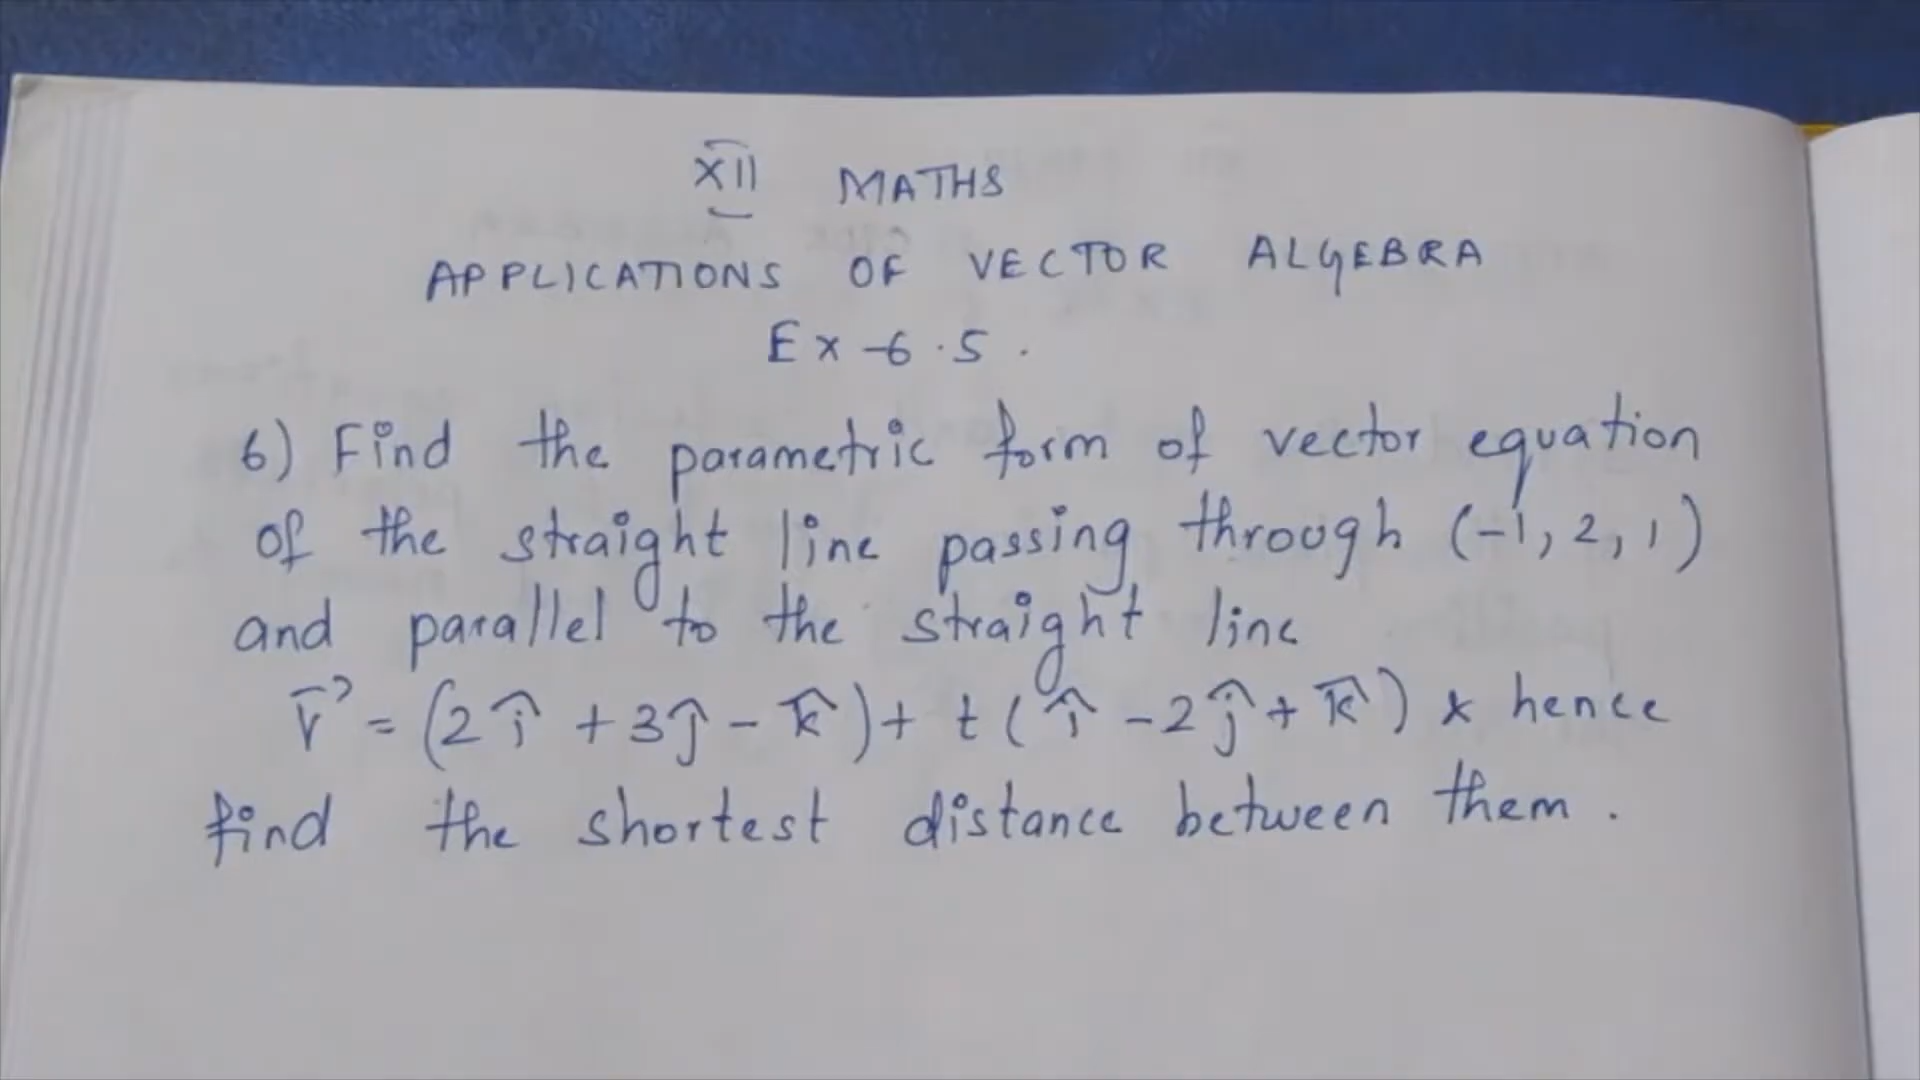 XII MATHS
APPLICATIONS OF VECTOR ALGEBRA
Ex-6.5.
6) Find the parametric form of vector equation
of the straight line passing through (-1, 2, 1)
and parallel to the straight line
r⃗ = (2î + 3ĵ - k̂) + t(î - 2ĵ + k̂) & hence
find the shortest distance between them.